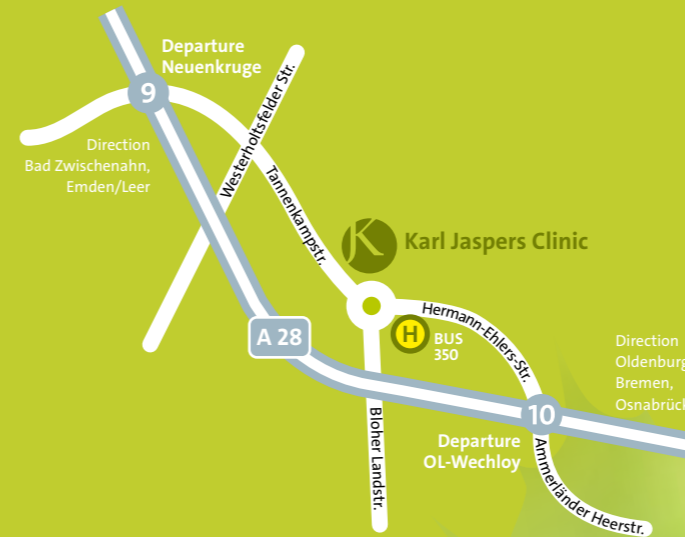 Departure
Neuenkruge
9
Westerholtsfelder Str.
Direction
Bad Zwischenahn,
Emden/Leer
Tannenkampstr.
K
Karl Jaspers Clinic
Hermann-Ehlers-Str.
H
BUS
350
A 28
Direction
Oldenburg
Bremen,
Osnabrück
10
Departure
OL-Wechloy
Bloher Landstr.
Ammerländer Heerstr.